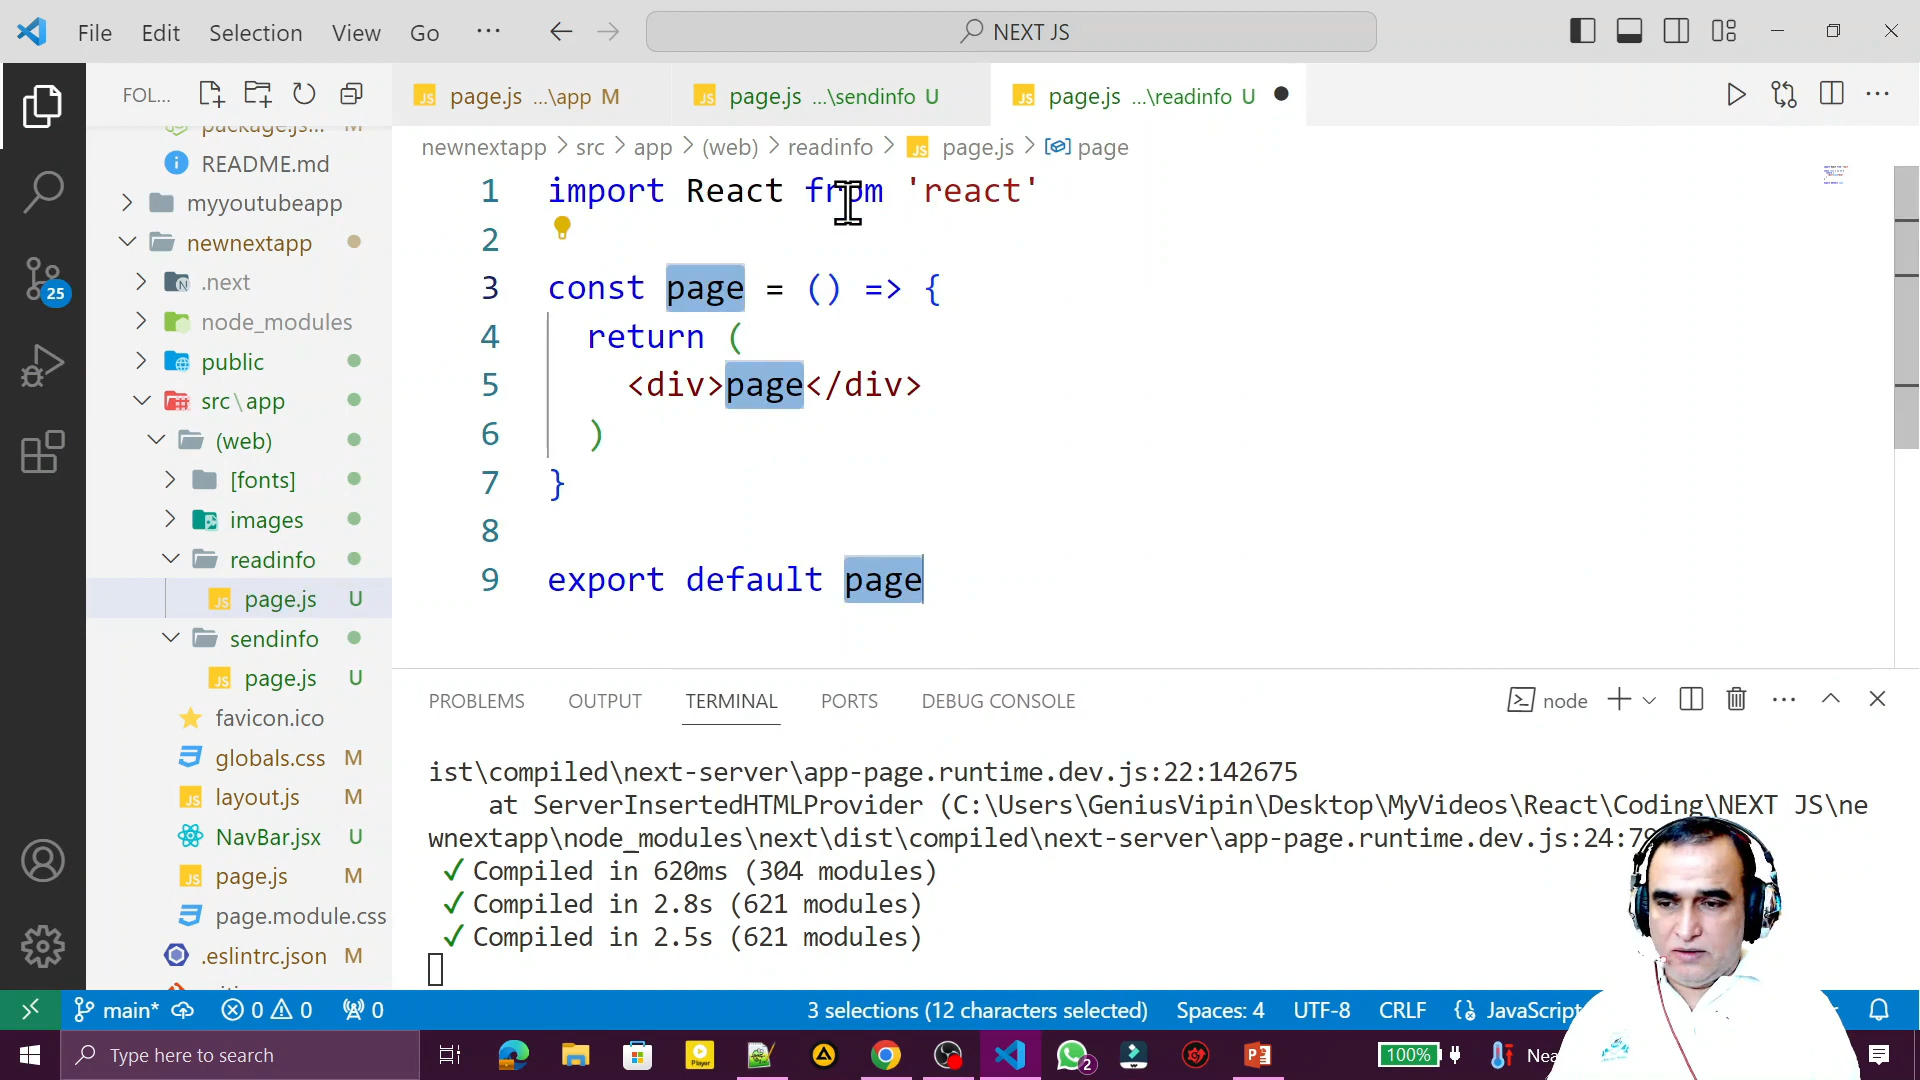 File Edit Selection View Go ··· NEXT JS
FOL...
page.js ...\app M
page.js ...\sendinfo U
page.js ...\readinfo U
newnextapp > src > app > (web) > readinfo > JS page.js > page
package.js... M
README.md
myyoutubeapp
newnextapp
.next
node_modules
public
src\app
(web)
[fonts]
images
readinfo
page.js U
sendinfo
page.js U
favicon.ico
globals.css M
layout.js M
NavBar.jsx U
page.js M
page.module.css
.eslintrc.json M
25
1 import React from 'react'
2
3 const page = () => {
4 return (
5 <div>page</div>
6 )
7 }
8
9 export default page
PROBLEMS OUTPUT TERMINAL PORTS DEBUG CONSOLE
node
ist\compiled\next-server\app-page.runtime.dev.js:22:142675)
at ServerInsertedHTMLProvider (C:\Users\GeniusVipin\Desktop\MyVideos\React\Coding\NEXT JS\ne
wnextapp\node_modules\next\dist\compiled\next-server\app-page.runtime.dev.js:24:79
✓ Compiled in 620ms (304 modules)
✓ Compiled in 2.8s (621 modules)
✓ Compiled in 2.5s (621 modules)
main* 0 0 0 3 selections (12 characters selected) Spaces: 4 UTF-8 CRLF {} JavaScript
Type here to search
Player
2
100%